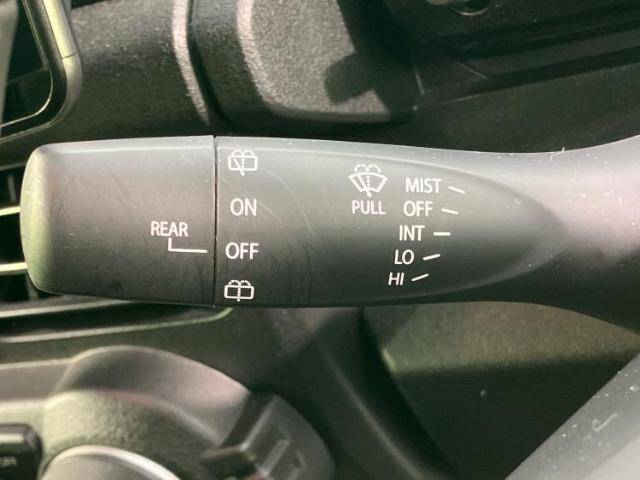 REAR
ON
OFF
PULL
MIST
OFF
INT
LO
HI